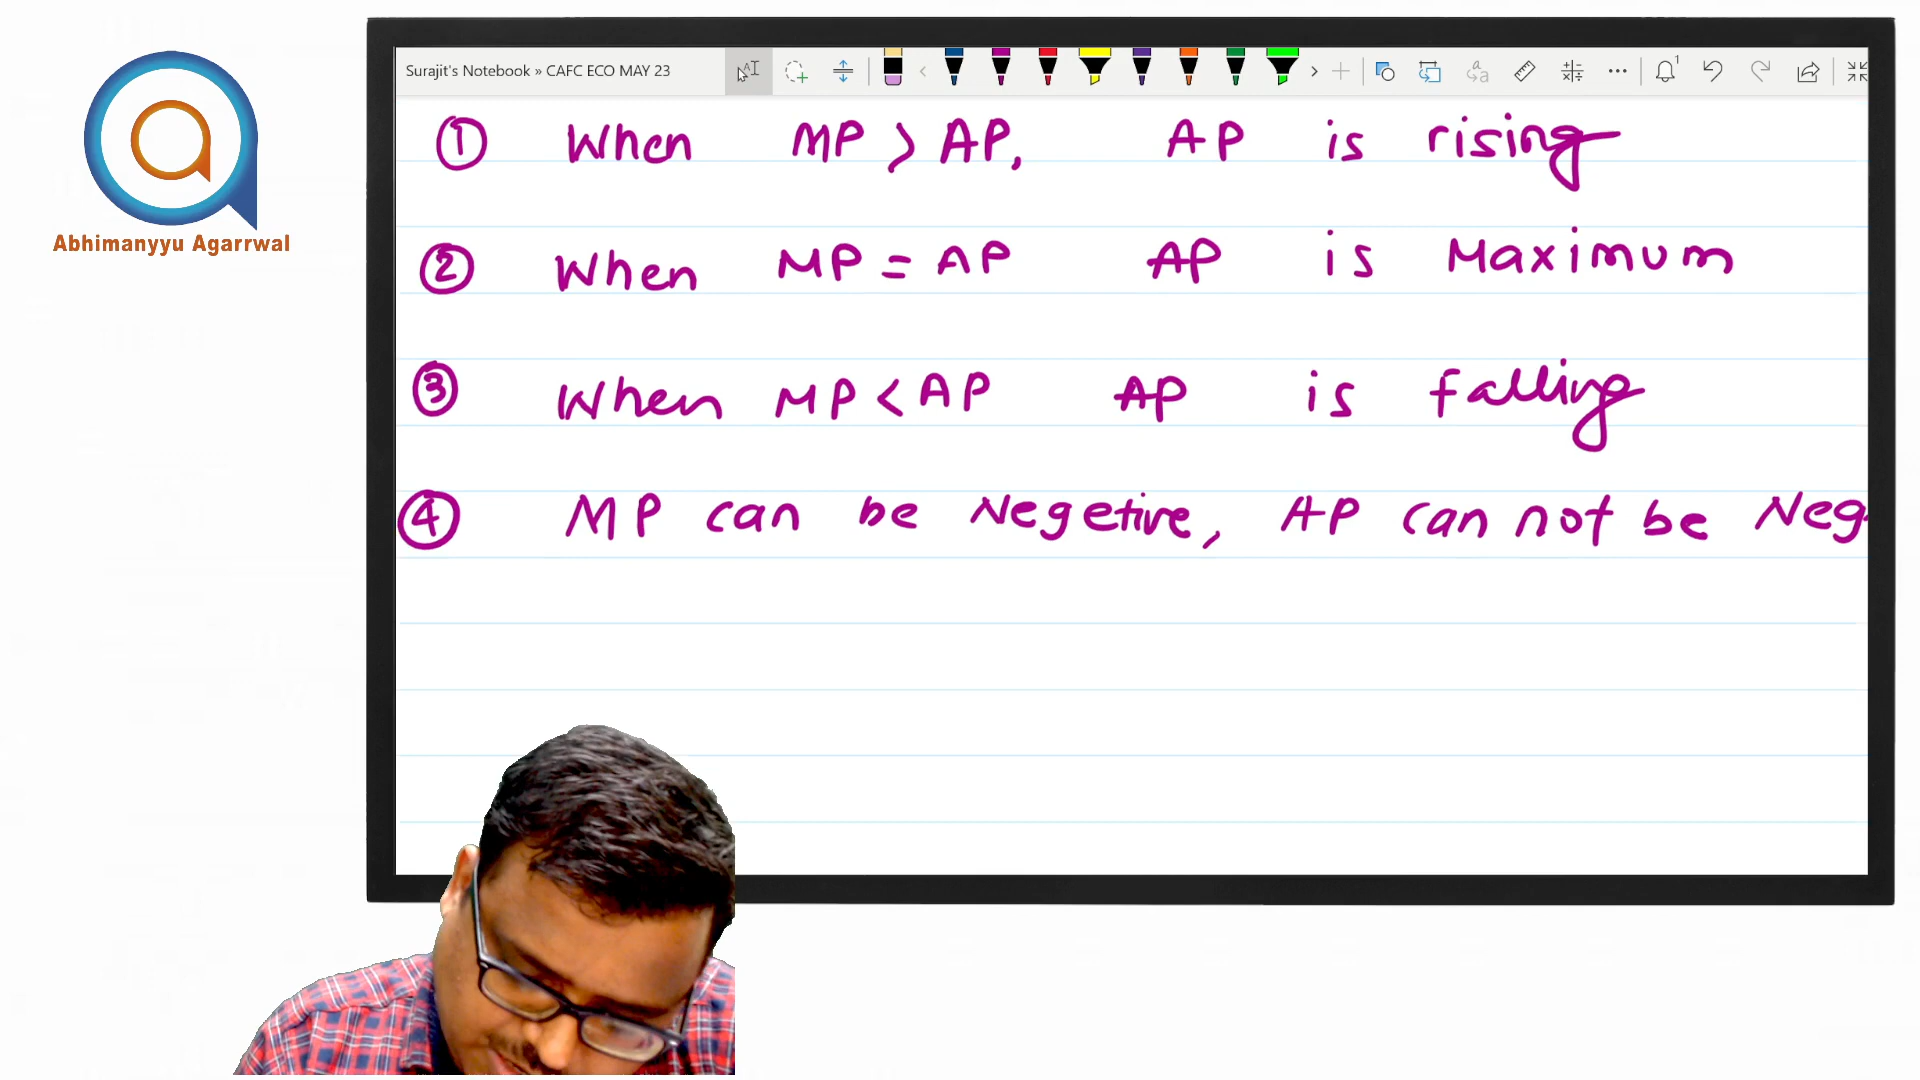 Surajit's Notebook » CAFC ECO MAY 23
Abhimanyyu Agarrwal
① When MP > AP, AP is rising
② When MP = AP AP is Maximum
③ When MP < AP AP is falling
④ MP can be Negetive, AP can not be Neg